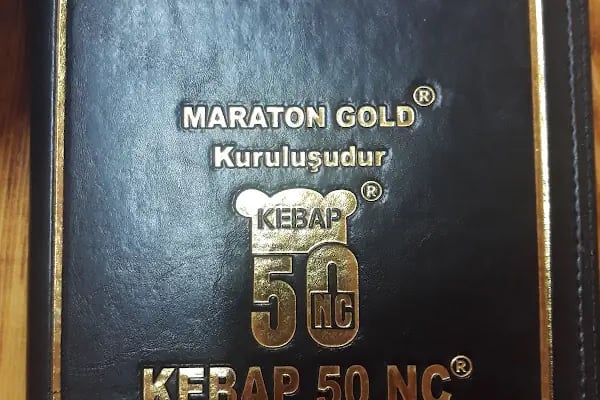 MARATON GOLD®
Kuruluşudur
KEBAP ®
50
NC
KEBAP 50 NC®